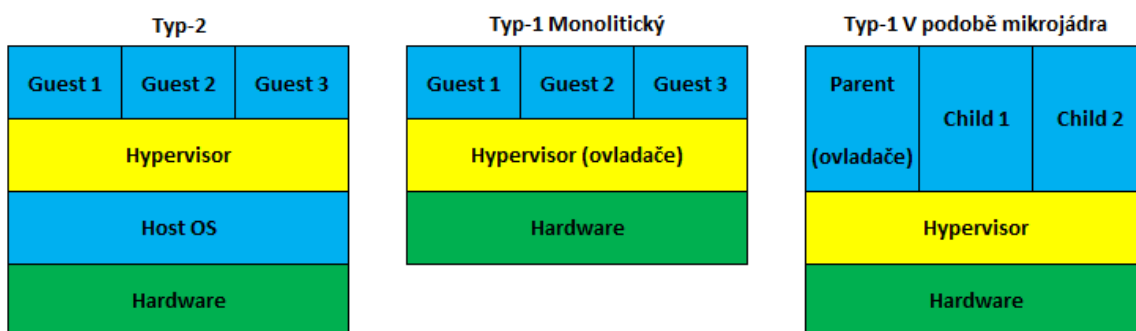 Typ-2
Guest 1
Guest 2
Guest 3
Hypervisor
Host OS
Hardware
Typ-1 Monolitický
Guest 1
Guest 2
Guest 3
Hypervisor (ovladače)
Hardware
Typ-1 V podobě mikrojádra
Parent
(ovladače)
Child 1
Child 2
Hypervisor
Hardware